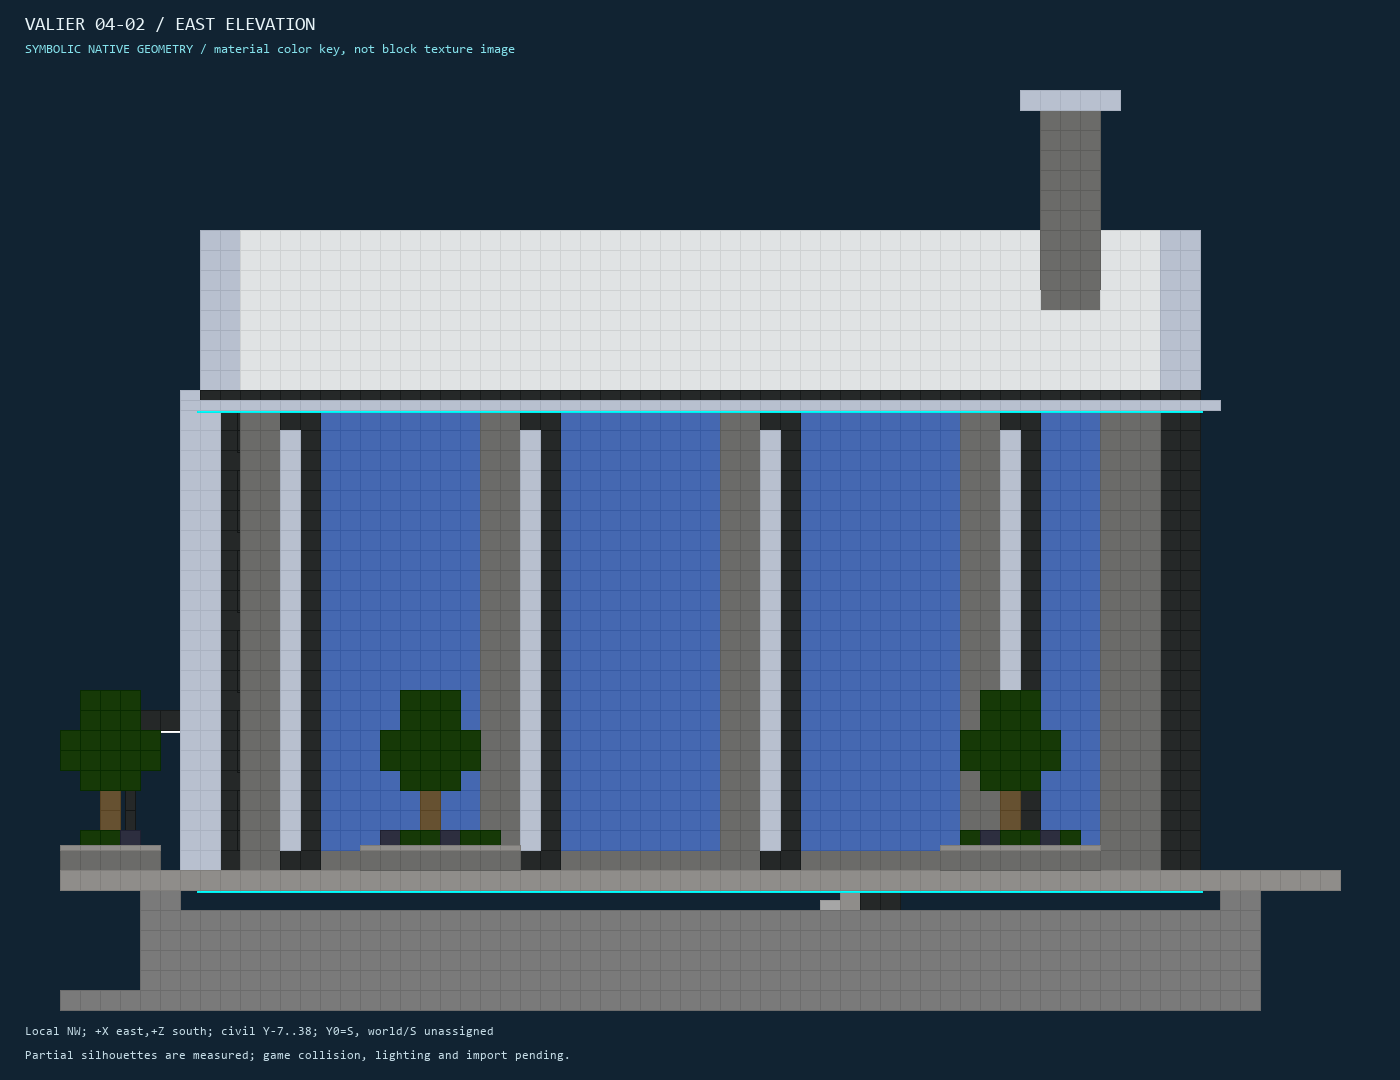 VALIER 04-02 / EAST ELEVATION
SYMBOLIC NATIVE GEOMETRY / material color key, not block texture image
Local NW; +X east,+Z south; civil Y-7..38; Y0=S, world/S unassigned
Partial silhouettes are measured; game collision, lighting and import pending.